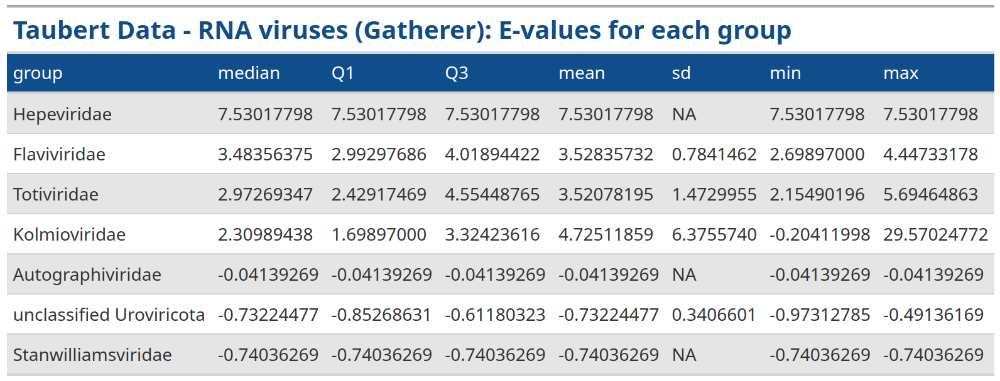 Taubert Data - RNA viruses (Gatherer): E-values for each group
group median Q1 Q3 mean sd min max
Hepeviridae 7.53017798 7.53017798 7.53017798 7.53017798 NA 7.53017798 7.53017798
Flaviviridae 3.48356375 2.99297686 4.01894422 3.52835732 0.7841462 2.69897000 4.44733178
Totiviridae 2.97269347 2.42917469 4.55448765 3.52078195 1.4729955 2.15490196 5.69464863
Kolmioviridae 2.30989438 1.69897000 3.32423616 4.72511859 6.3755740 -0.20411998 29.57024772
Autographiviridae -0.04139269 -0.04139269 -0.04139269 -0.04139269 NA -0.04139269 -0.04139269
unclassified Uroviricota -0.73224477 -0.85268631 -0.61180323 -0.73224477 0.3406601 -0.97312785 -0.49136169
Stanwilliamsviridae -0.74036269 -0.74036269 -0.74036269 -0.74036269 NA -0.74036269 -0.74036269